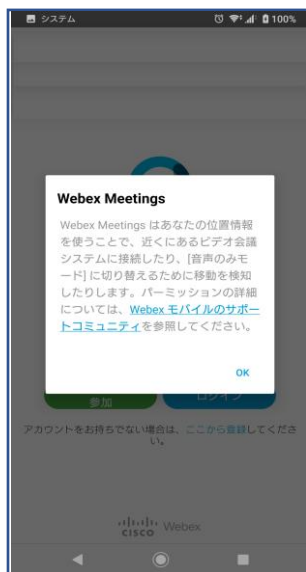 システム 100%
Webex Meetings
Webex Meetings はあなたの位置情報
を使うことで、近くにあるビデオ会議
システムに接続したり、[音声のみモ
ード] に切り替えるために移動を検知
したりします。パーミッションの詳細
については、Webex モバイルのサポー
トコミュニティを参照してください。
OK
参加
ログイン
アカウントをお持ちでない場合は、ここから登録してくださ
い。
CISCO Webex